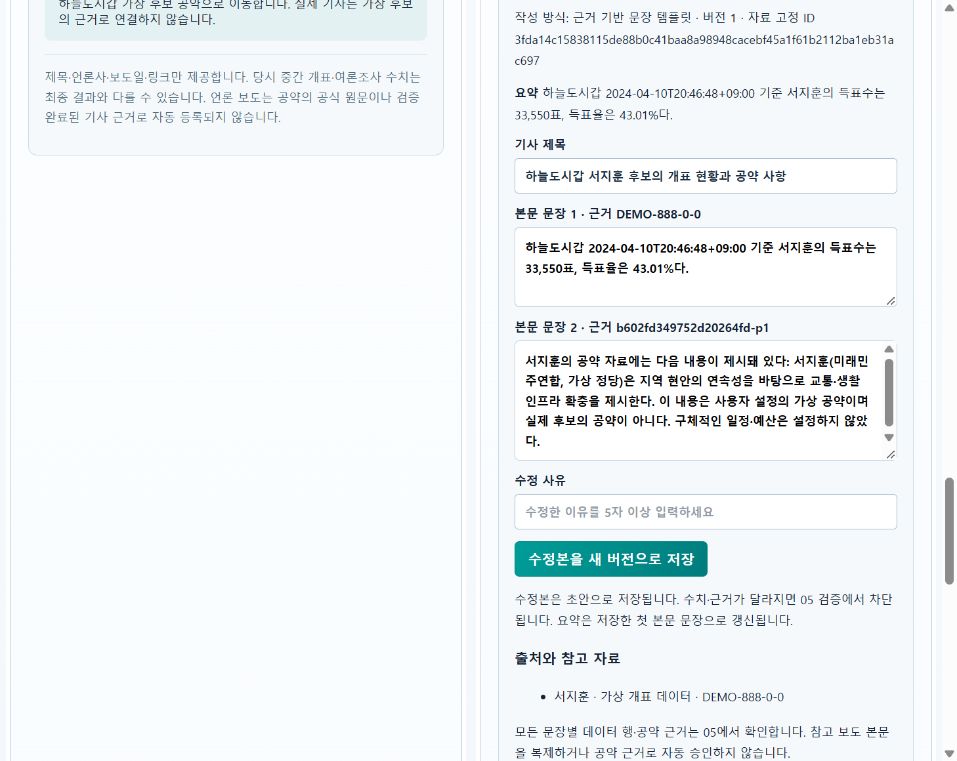 하늘도시갑 가상 후보 공약으로 이동합니다. 실제 기사는 가상 후보
의 근거로 연결하지 않습니다.
제목·언론사·보도일·링크만 제공합니다. 당시 중간 개표·여론조사 수치는
최종 결과와 다를 수 있습니다. 언론 보도는 공약의 공식 원문이나 검증
완료된 기사 근거로 자동 등록되지 않습니다.
작성 방식: 근거 기반 문장 템플릿 · 버전 1 · 자료 고정 ID
3fda14c15838115de88b0c41baa8a98948cacebf45a1f61b2112ba1eb31a
c697
요약 하늘도시갑 2024-04-10T20:46:48+09:00 기준 서지훈의 득표수는
33,550표, 득표율은 43.01%다.
기사 제목
하늘도시갑 서지훈 후보의 개표 현황과 공약 사항
본문 문장 1 · 근거 DEMO-888-0-0
하늘도시갑 2024-04-10T20:46:48+09:00 기준 서지훈의 득표수는
33,550표, 득표율은 43.01%다.
본문 문장 2 · 근거 b602fd349752d20264fd-p1
서지훈의 공약 자료에는 다음 내용이 제시돼 있다: 서지훈(미래민
주연합, 가상 정당)은 지역 현안의 연속성을 바탕으로 교통·생활
인프라 확충을 제시한다. 이 내용은 사용자 설정의 가상 공약이며
실제 후보의 공약이 아니다. 구체적인 일정·예산은 설정하지 않았
다.
수정 사유
수정한 이유를 5자 이상 입력하세요
수정본을 새 버전으로 저장
수정본은 초안으로 저장됩니다. 수치·근거가 달라지면 05 검증에서 차단
됩니다. 요약은 저장한 첫 본문 문장으로 갱신됩니다.
출처와 참고 자료
• 서지훈 · 가상 개표 데이터 · DEMO-888-0-0
모든 문장별 데이터 행·공약 근거는 05에서 확인합니다. 참고 보도 본문
을 복제하거나 공약 근거로 자동 승인하지 않습니다.